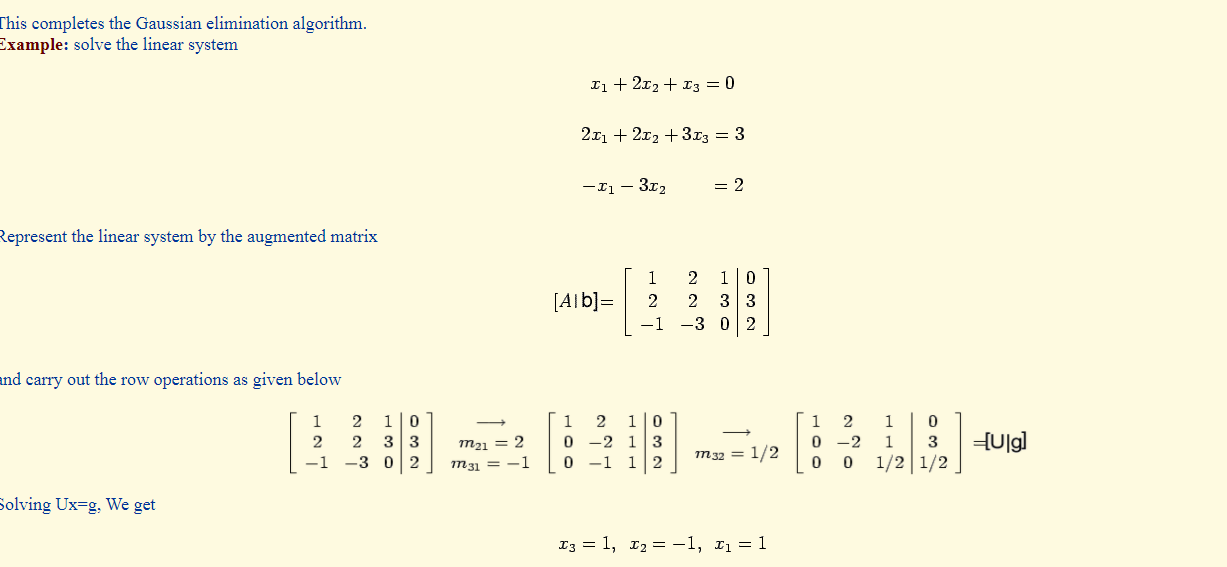 This completes the Gaussian elimination algorithm.
Example: solve the linear system
x₁ + 2x₂ + x₃ = 0
2x₁ + 2x₂ + 3x₃ = 3
−x₁ − 3x₂ = 2
Represent the linear system by the augmented matrix
[A|b]= [ 1 2 1 | 0
2 2 3 | 3
−1 −3 0 | 2 ]
and carry out the row operations as given below
[ 1 2 1 | 0 ] ⟶ [ 1 2 1 | 0 ] ⟶ [ 1 2 1 | 0 ]
[ 2 2 3 | 3 ] m₂₁ = 2 [ 0 −2 1 | 3 ] m₃₂ = 1/2 [ 0 −2 1 | 3 ] =[U|g]
[ −1 −3 0 | 2 ] m₃₁ = −1 [ 0 −1 1 | 2 ] [ 0 0 1/2 | 1/2 ]
Solving Ux=g, We get
x₃ = 1, x₂ = −1, x₁ = 1